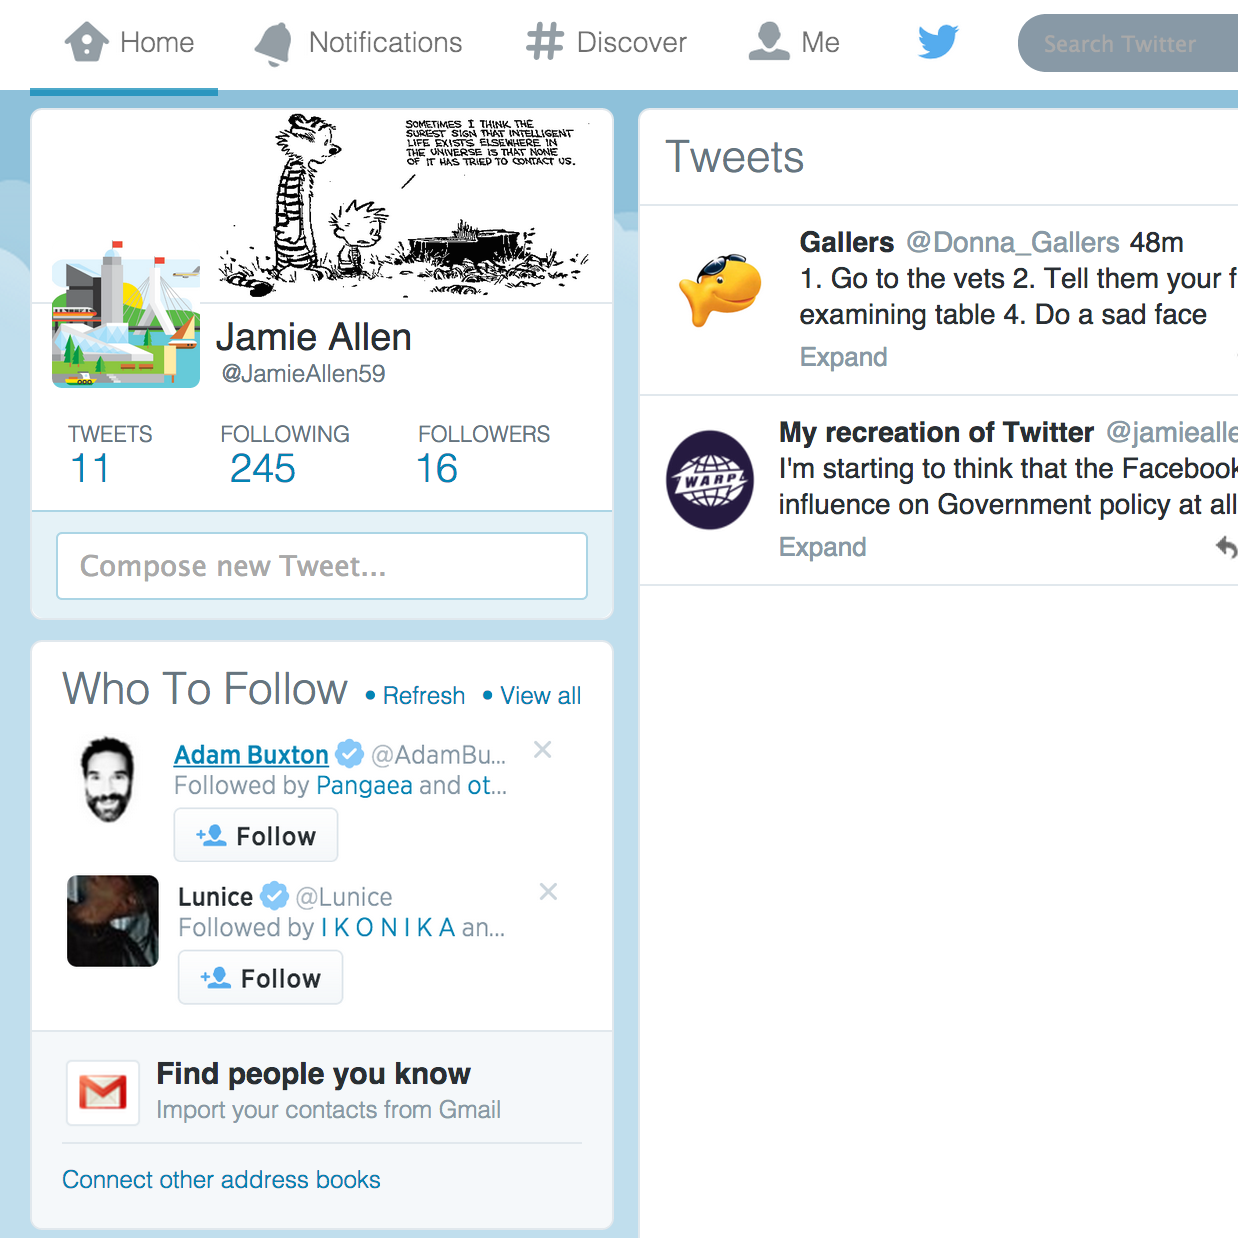 Home
Notifications
Discover
Me
Search Twitter
SOMETIMES I THINK THE
SUREST SIGN THAT INTELLIGENT
LIFE EXISTS ELSEWHERE IN
THE UNIVERSE IS THAT NONE
OF IT HAS TRIED TO CONTACT US.
Jamie Allen
@JamieAllen59
TWEETS FOLLOWING FOLLOWERS
11 245 16
Compose new Tweet...
Who To Follow • Refresh • View all
Adam Buxton @AdamBu...
Followed by Pangaea and ot...
Follow
Lunice @Lunice
Followed by I K O N I K A an...
Follow
Find people you know
Import your contacts from Gmail
Connect other address books
Tweets
Gallers @Donna_Gallers 48m
1. Go to the vets 2. Tell them your f
examining table 4. Do a sad face
Expand
WARP
My recreation of Twitter @jamiealle
I'm starting to think that the Facebook
influence on Government policy at all
Expand